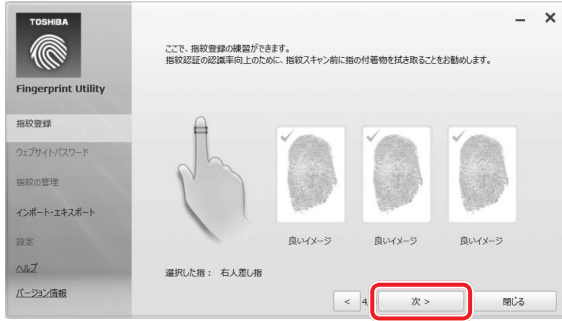 TOSHIBA
Fingerprint Utility
指紋登録
ウェブサイトパスワード
指紋の管理
インポート・エキスポート
設定
ヘルプ
バージョン情報
ここで、指紋登録の練習ができます。
指紋認証の認識率向上のために、指紋スキャン前に指の付着物を拭き取ることをお勧めします。
良いイメージ
良いイメージ
良いイメージ
選択した指： 右人差し指
< 4 次 > 閉じる